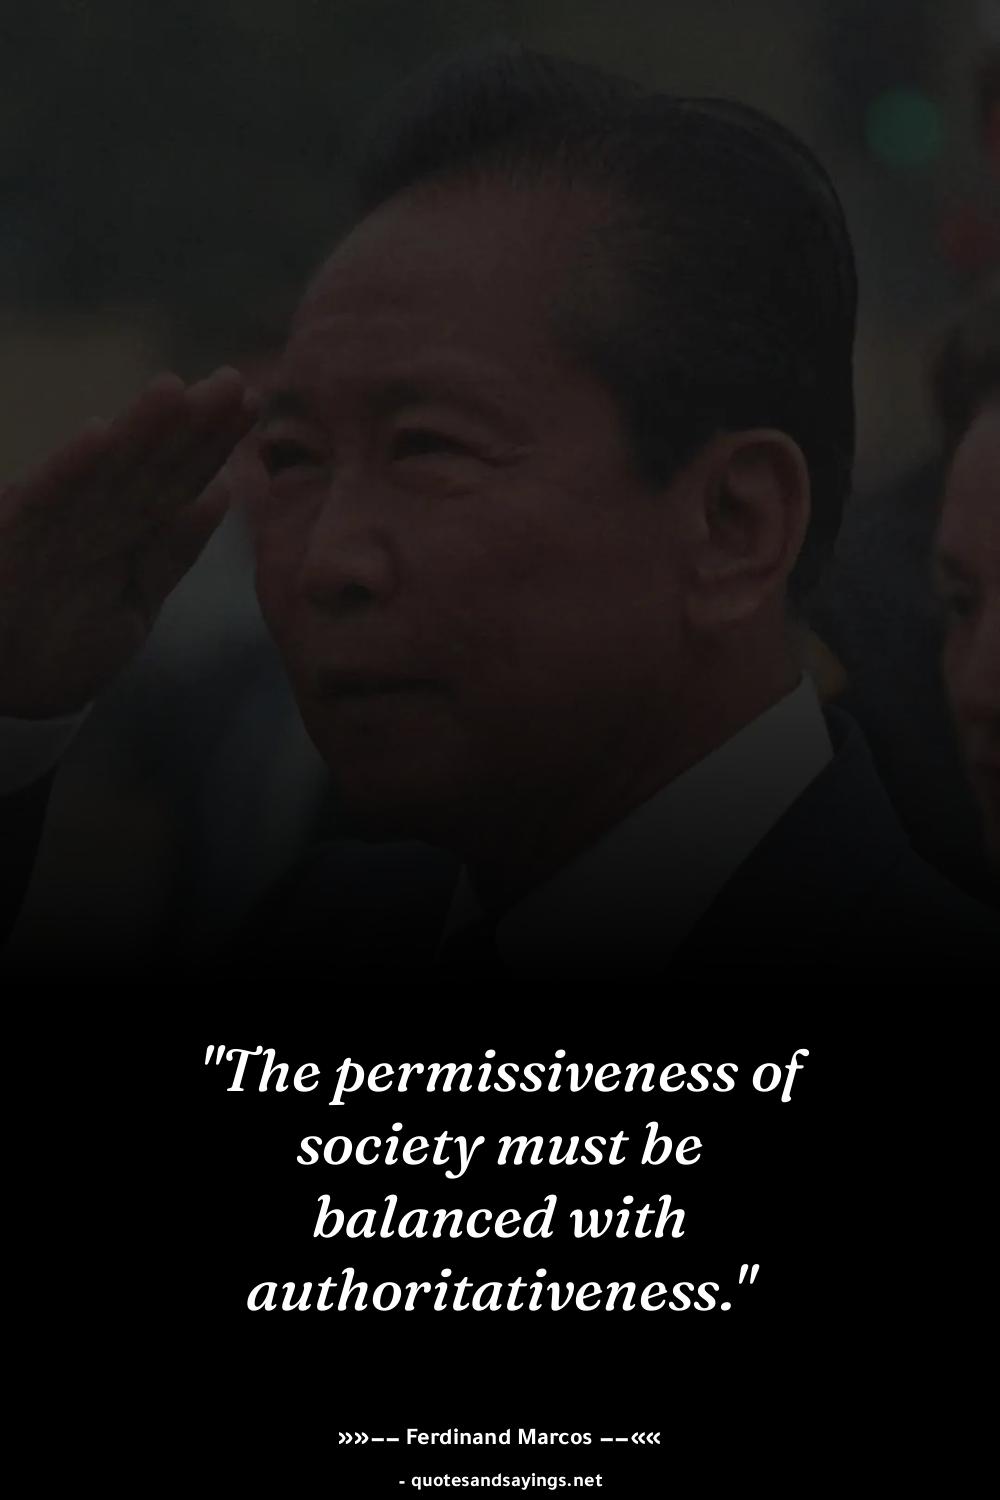 "The permissiveness of
society must be
balanced with
authoritativeness."
»»–– Ferdinand Marcos ––««
- quotesandsayings.net